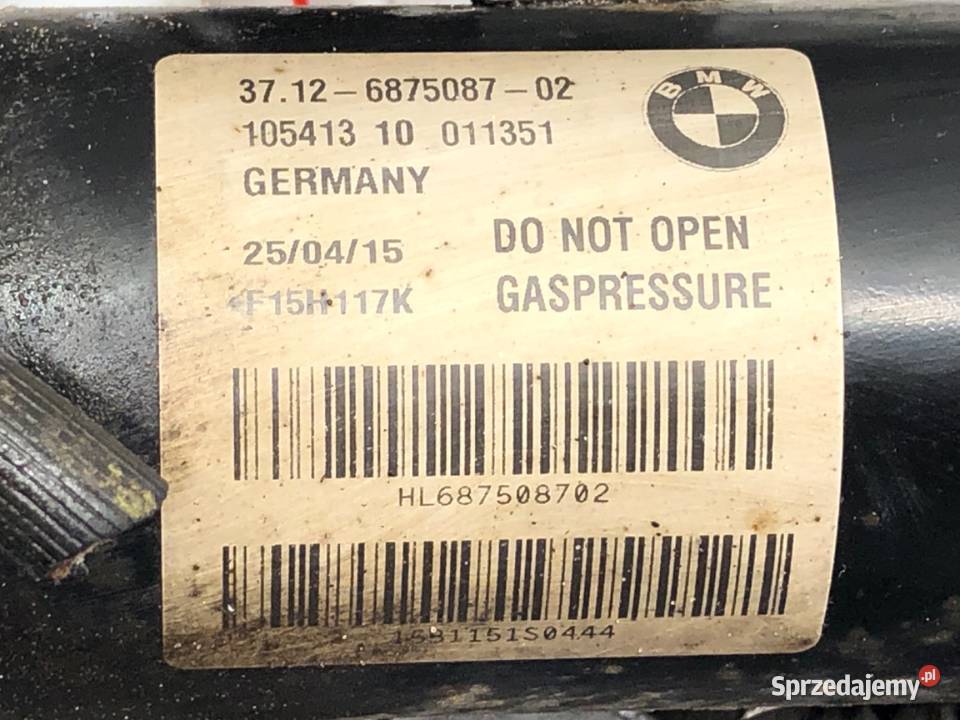 37.12-6875087-02
105413 10 011351
GERMANY
25/04/15
F15H117K
DO NOT OPEN
GASPRESSURE
BMW
HL687508702
Sprzedajemy.pl